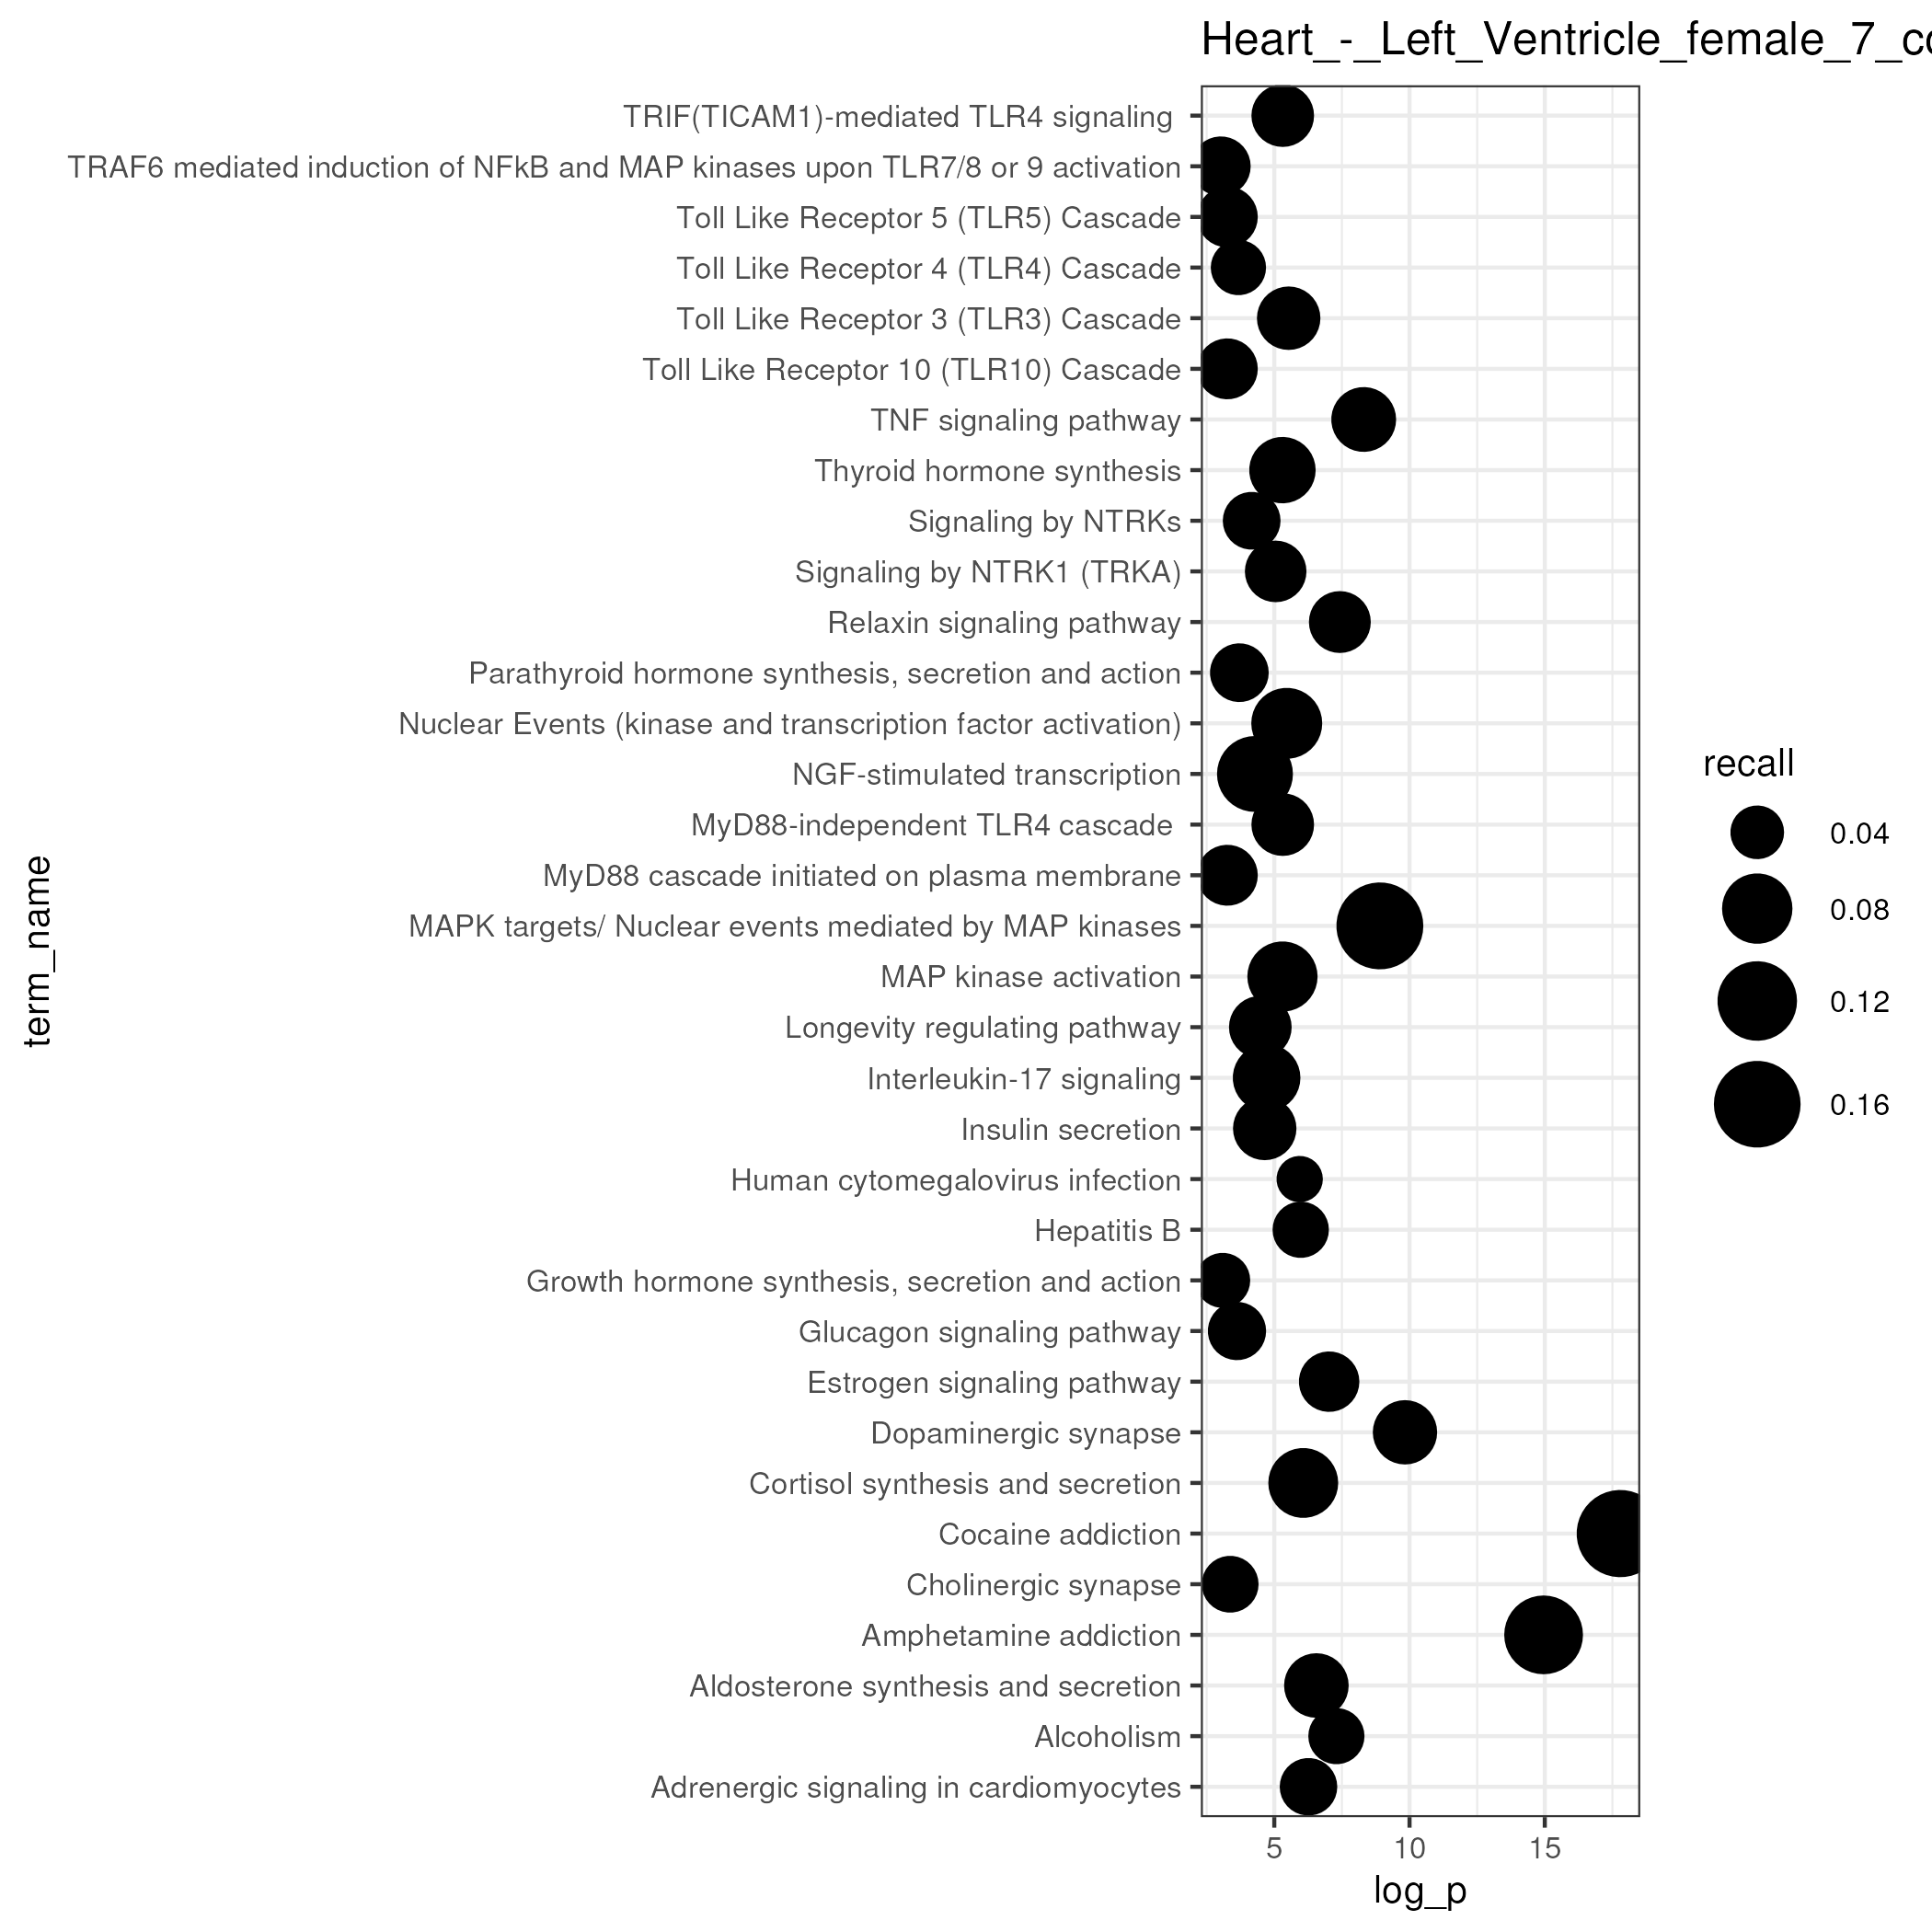 Heart_-_Left_Ventricle_female_7_c
TRIF(TICAM1)-mediated TLR4 signaling
TRAF6 mediated induction of NFkB and MAP kinases upon TLR7/8 or 9 activation
Toll Like Receptor 5 (TLR5) Cascade
Toll Like Receptor 4 (TLR4) Cascade
Toll Like Receptor 3 (TLR3) Cascade
Toll Like Receptor 10 (TLR10) Cascade
TNF signaling pathway
Thyroid hormone synthesis
Signaling by NTRKs
Signaling by NTRK1 (TRKA)
Relaxin signaling pathway
Parathyroid hormone synthesis, secretion and action
Nuclear Events (kinase and transcription factor activation)
NGF-stimulated transcription
MyD88-independent TLR4 cascade
MyD88 cascade initiated on plasma membrane
MAPK targets/ Nuclear events mediated by MAP kinases
MAP kinase activation
Longevity regulating pathway
Interleukin-17 signaling
Insulin secretion
Human cytomegalovirus infection
Hepatitis B
Growth hormone synthesis, secretion and action
Glucagon signaling pathway
Estrogen signaling pathway
Dopaminergic synapse
Cortisol synthesis and secretion
Cocaine addiction
Cholinergic synapse
Amphetamine addiction
Aldosterone synthesis and secretion
Alcoholism
Adrenergic signaling in cardiomyocytes
term_name
5 10 15
log_p
recall
0.04
0.08
0.12
0.16